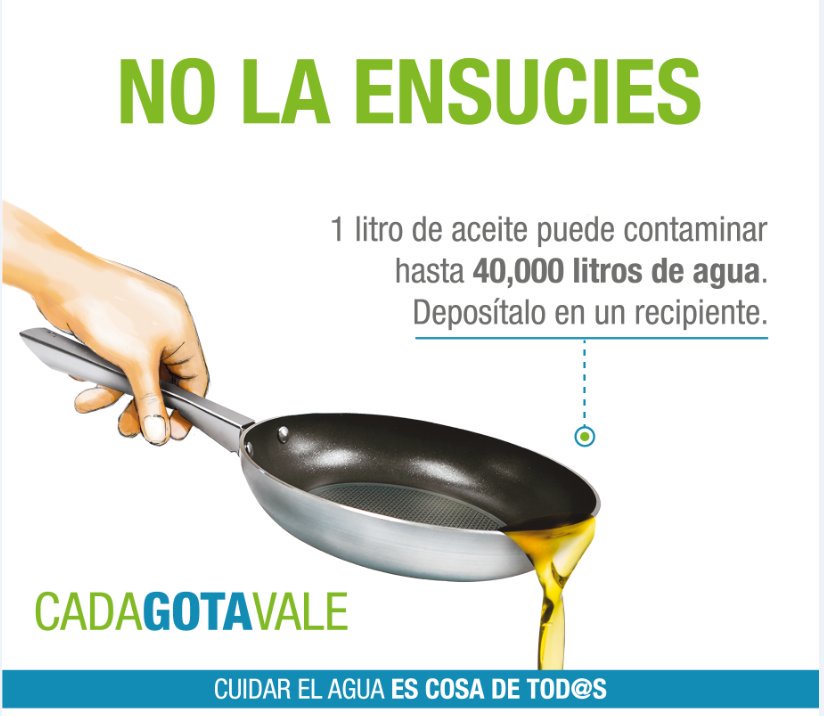 NO LA ENSUCIES
1 litro de aceite puede contaminar
hasta 40,000 litros de agua.
Deposítalo en un recipiente.
CADAGOTAVALE
CUIDAR EL AGUA ES COSA DE TOD@S